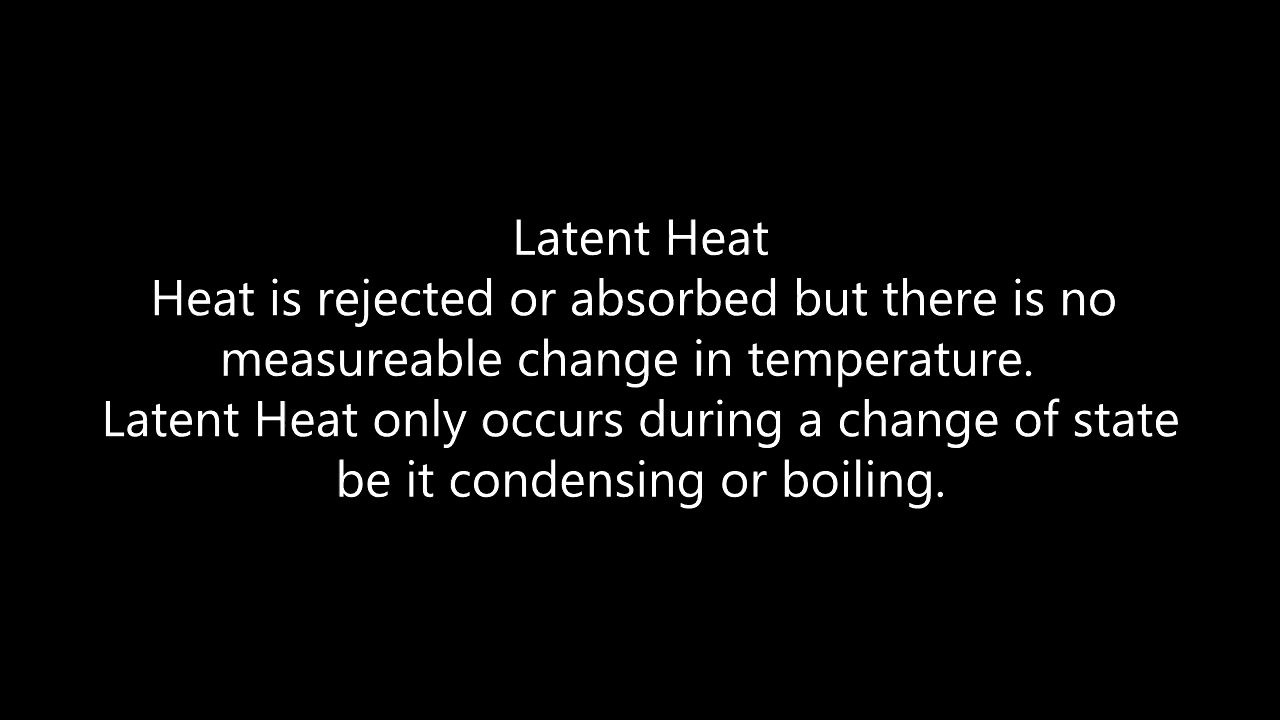 Latent Heat
Heat is rejected or absorbed but there is no
measureable change in temperature.
Latent Heat only occurs during a change of state
be it condensing or boiling.